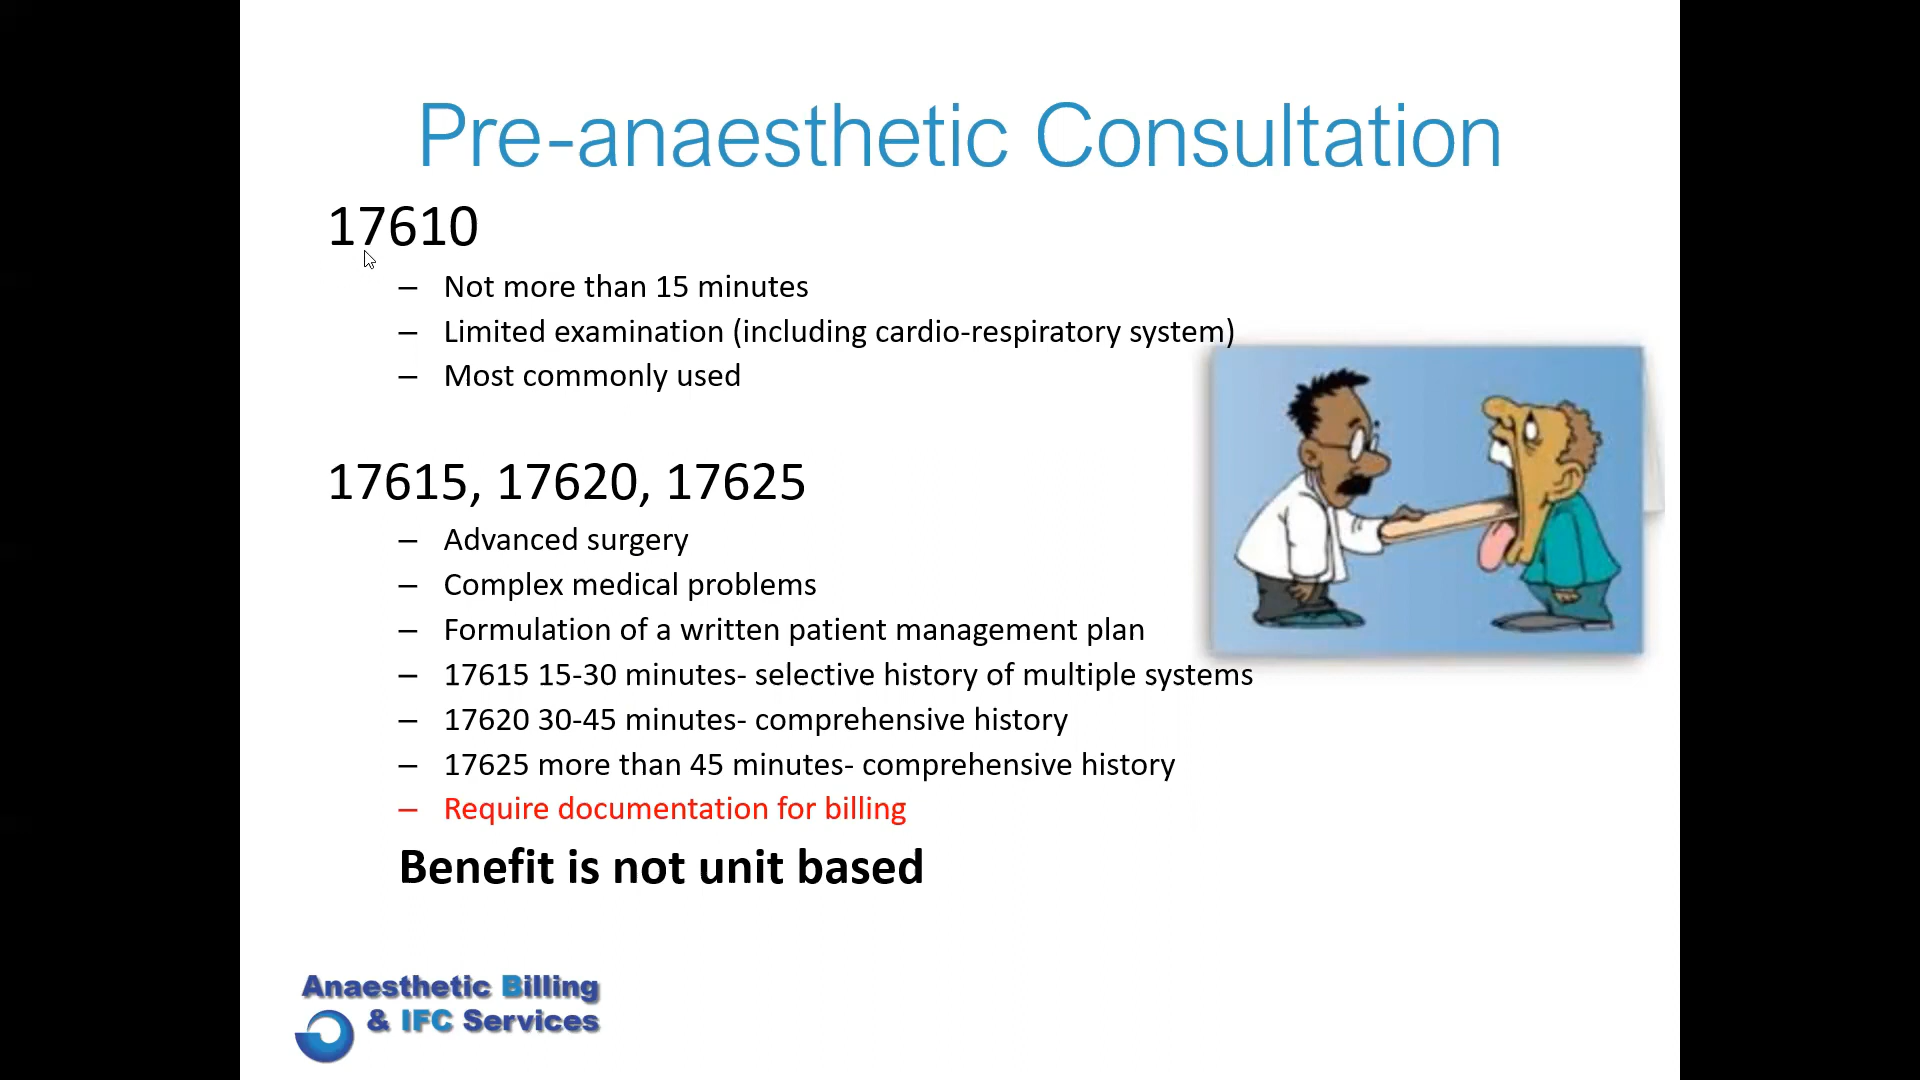 Pre-anaesthetic Consultation
17610
– Not more than 15 minutes
– Limited examination (including cardio-respiratory system)
– Most commonly used
17615, 17620, 17625
– Advanced surgery
– Complex medical problems
– Formulation of a written patient management plan
– 17615 15-30 minutes- selective history of multiple systems
– 17620 30-45 minutes- comprehensive history
– 17625 more than 45 minutes- comprehensive history
– Require documentation for billing
Benefit is not unit based
Anaesthetic Billing
& IFC Services